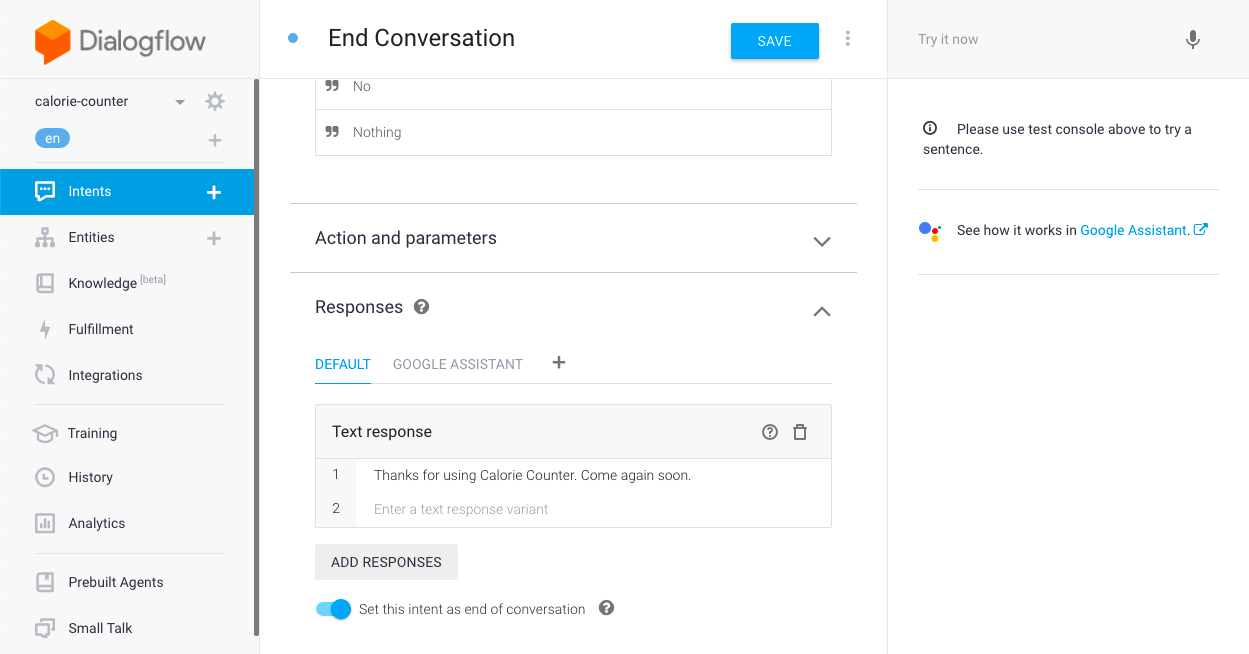 Dialogflow
calorie-counter
en
Intents
Entities
Knowledge [beta]
Fulfillment
Integrations
Training
History
Analytics
Prebuilt Agents
Small Talk
End Conversation
SAVE
No
Nothing
Action and parameters
Responses
DEFAULT GOOGLE ASSISTANT
Text response
1 Thanks for using Calorie Counter. Come again soon.
2 Enter a text response variant
ADD RESPONSES
Set this intent as end of conversation
Try it now
Please use test console above to try a
sentence.
See how it works in Google Assistant.